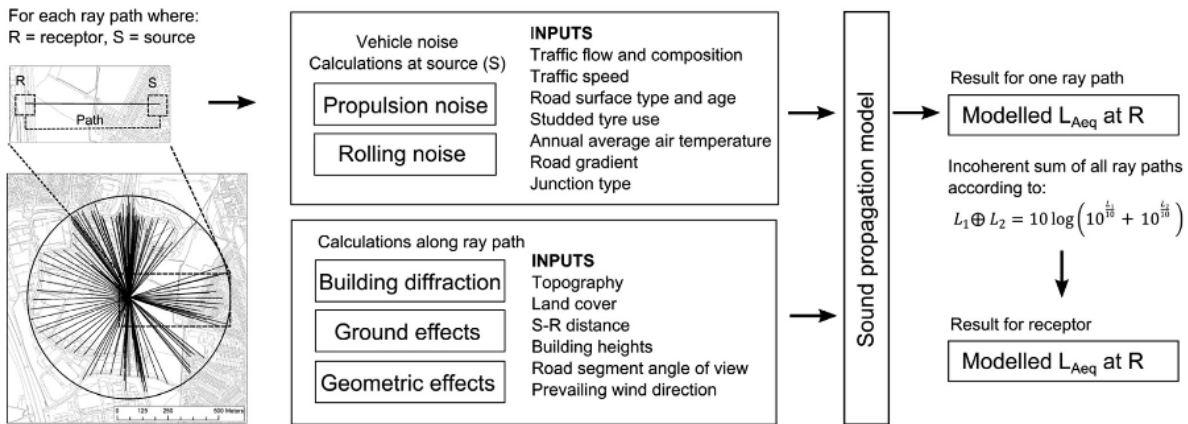 For each ray path where:
R = receptor, S = source
R
S
Path
0 125 250 500 Meters
Vehicle noise
Calculations at source (S)
Propulsion noise
Rolling noise
INPUTS
Traffic flow and composition
Traffic speed
Road surface type and age
Studded tyre use
Annual average air temperature
Road gradient
Junction type
Calculations along ray path
Building diffraction
Ground effects
Geometric effects
INPUTS
Topography
Land cover
S-R distance
Building heights
Road segment angle of view
Prevailing wind direction
Sound propagation model
Result for one ray path
Modelled L_Aeq at R
Incoherent sum of all ray paths
according to:
L₁ ⊕ L₂ = 10 log(10^(L₁/10) + 10^(L₂/10))
Result for receptor
Modelled L_Aeq at R